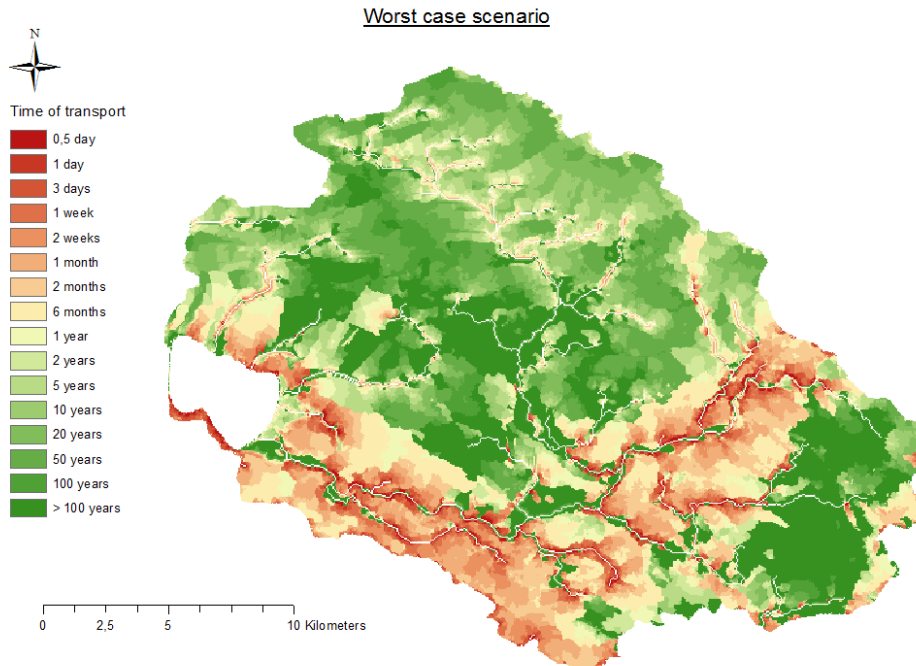 Worst case scenario
N
Time of transport
0,5 day
1 day
3 days
1 week
2 weeks
1 month
2 months
6 months
1 year
2 years
5 years
10 years
20 years
50 years
100 years
> 100 years
0 2,5 5 10 Kilometers